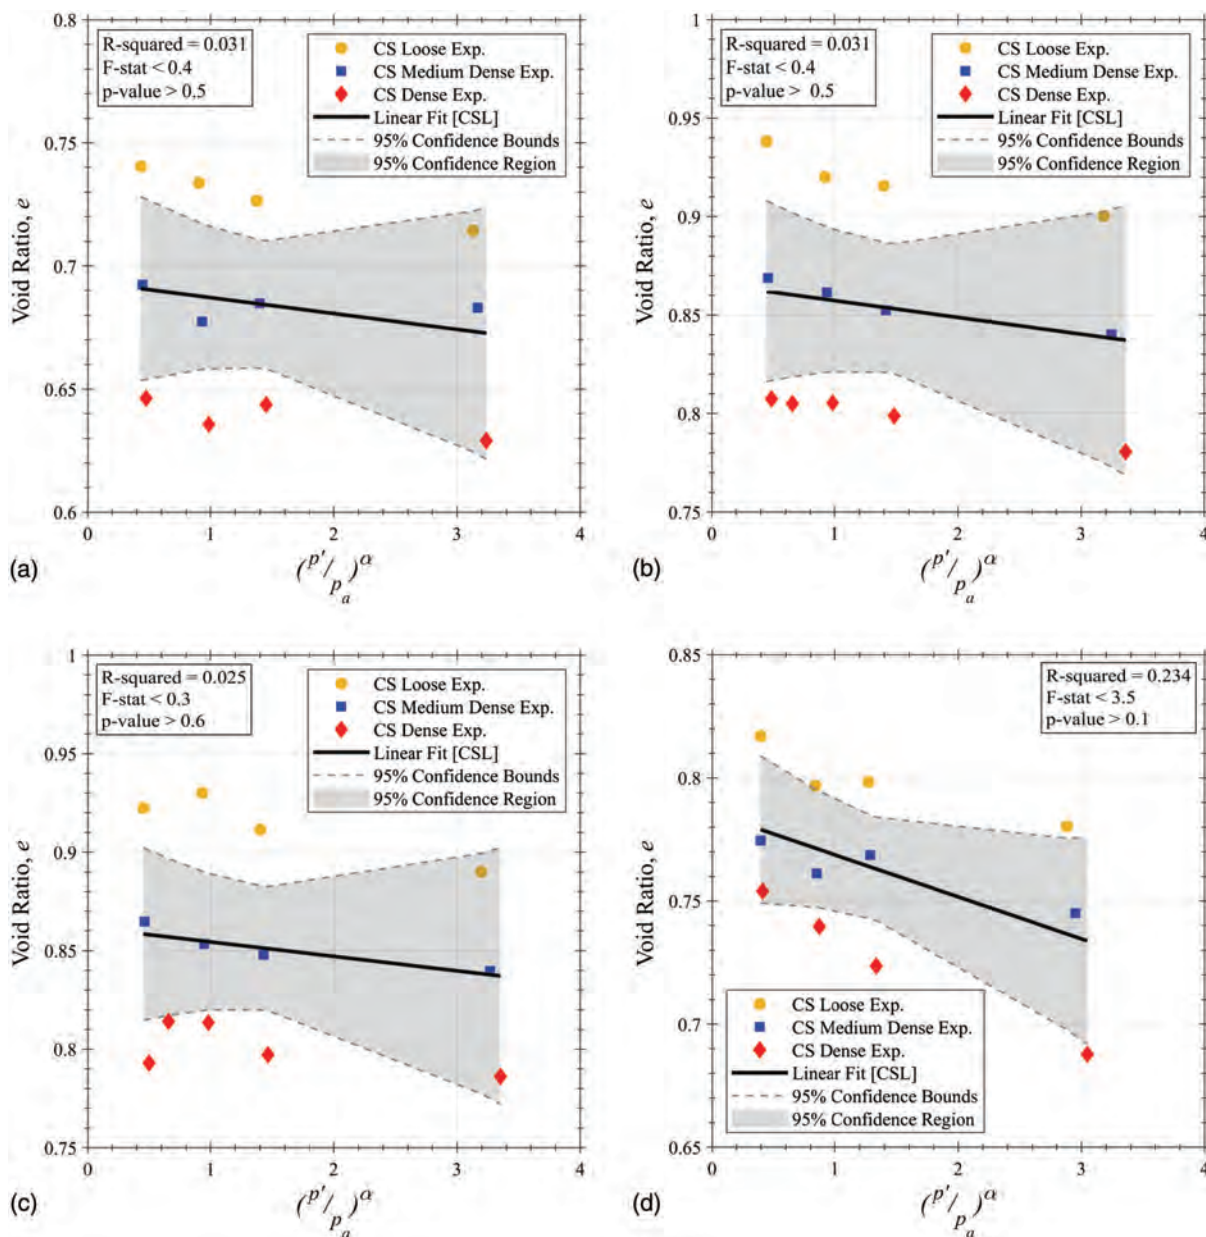 0.8
R-squared = 0.031
F-stat < 0.4
p-value > 0.5
CS Loose Exp.
CS Medium Dense Exp.
CS Dense Exp.
Linear Fit [CSL]
95% Confidence Bounds
95% Confidence Region
0.75
0.7
0.65
0.6
Void Ratio, e
0 1 2 3 4
(a)
(p'/pa)^α
1
R-squared = 0.031
F-stat < 0.4
p-value > 0.5
CS Loose Exp.
CS Medium Dense Exp.
CS Dense Exp.
Linear Fit [CSL]
95% Confidence Bounds
95% Confidence Region
0.95
0.9
0.85
0.8
0.75
Void Ratio, e
0 1 2 3 4
(b)
(p'/pa)^α
1
R-squared = 0.025
F-stat < 0.3
p-value > 0.6
CS Loose Exp.
CS Medium Dense Exp.
CS Dense Exp.
Linear Fit [CSL]
95% Confidence Bounds
95% Confidence Region
0.95
0.9
0.85
0.8
0.75
Void Ratio, e
0 1 2 3 4
(c)
(p'/pa)^α
0.85
R-squared = 0.234
F-stat < 3.5
p-value > 0.1
0.8
0.75
0.7
0.65
Void Ratio, e
CS Loose Exp.
CS Medium Dense Exp.
CS Dense Exp.
Linear Fit [CSL]
95% Confidence Bounds
95% Confidence Region
0 1 2 3 4
(d)
(p'/pa)^α